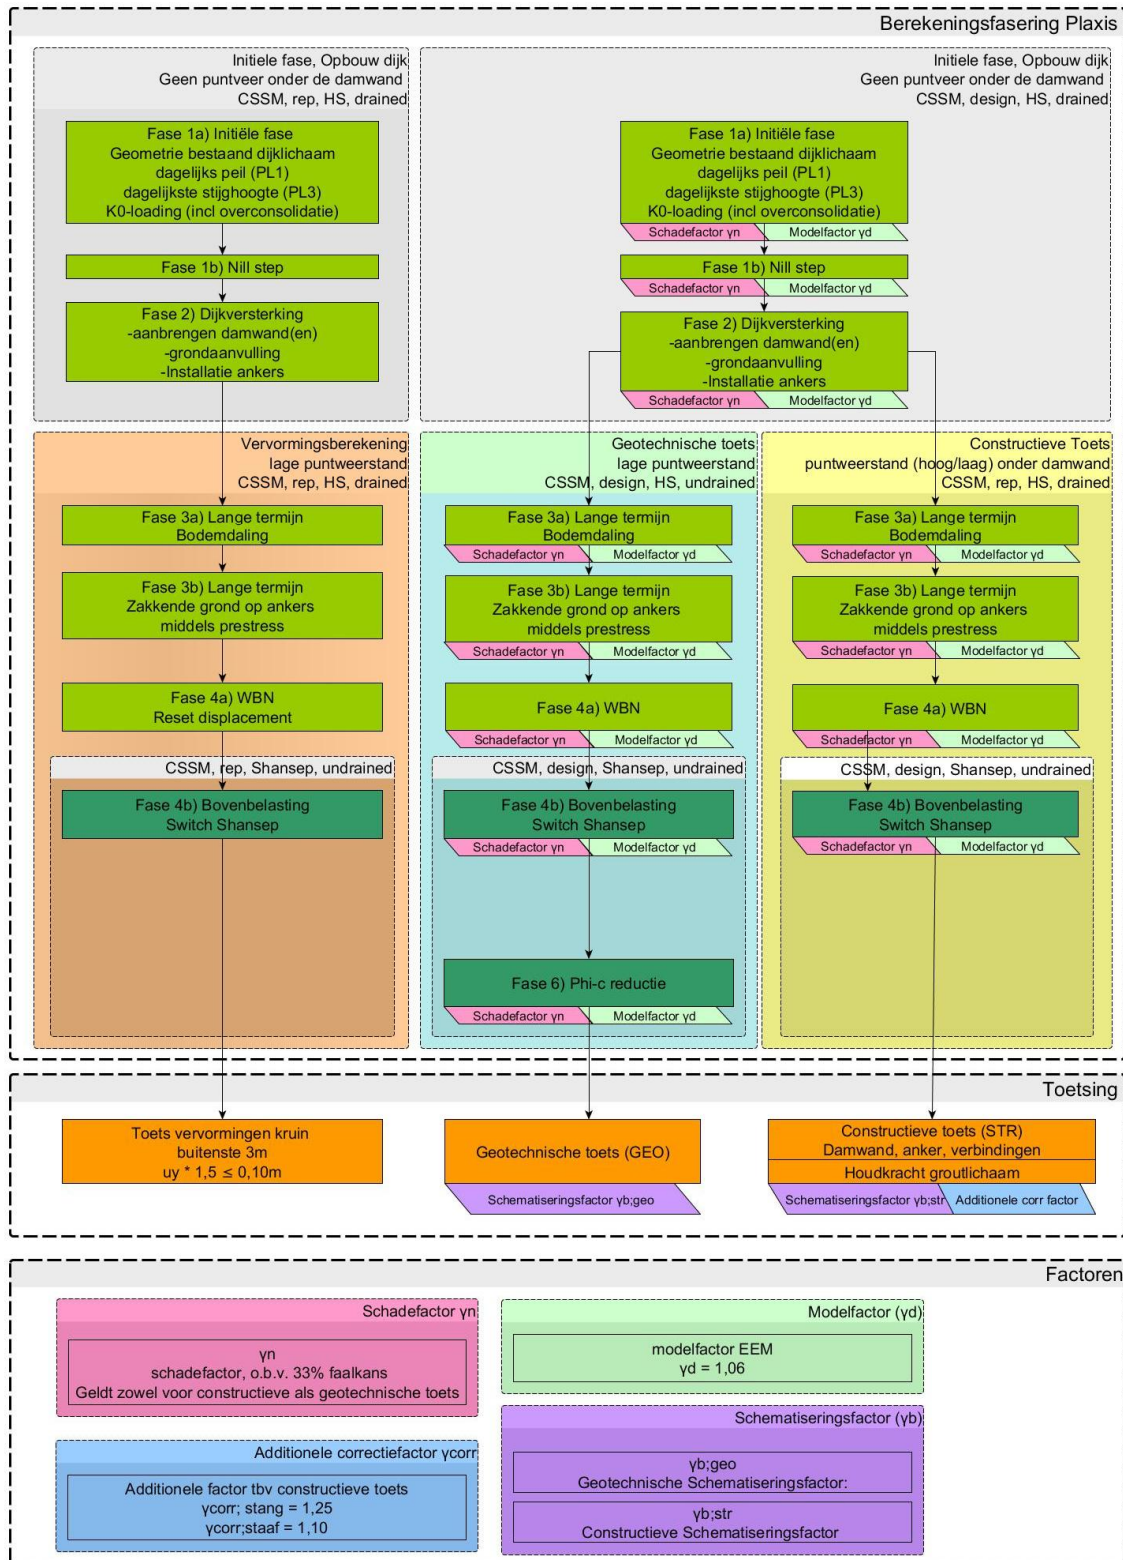 Berekeningsfasering Plaxis
Initiele fase, Opbouw dijk
Geen puntveer onder de damwand
CSSM, rep, HS, drained
Fase 1a) Initiële fase
Geometrie bestaand dijklichaam
dagelijks peil (PL1)
dagelijkste stijghoogte (PL3)
K0-loading (incl overconsolidatie)
Fase 1b) Nill step
Fase 2) Dijkversterking
-aanbrengen damwand(en)
-grondaanvulling
-Installatie ankers
Initiele fase, Opbouw dijk
Geen puntveer onder de damwand
CSSM, design, HS, drained
Fase 1a) Initiële fase
Geometrie bestaand dijklichaam
dagelijks peil (PL1)
dagelijkste stijghoogte (PL3)
K0-loading (incl overconsolidatie)
Schadefactor γn
Modelfactor γd
Fase 1b) Nill step
Schadefactor γn
Modelfactor γd
Fase 2) Dijkversterking
-aanbrengen damwand(en)
-grondaanvulling
-Installatie ankers
Schadefactor γn
Modelfactor γd
Vervormingsberekening
lage puntweerstand
CSSM, rep, HS, drained
Fase 3a) Lange termijn
Bodemdaling
Fase 3b) Lange termijn
Zakkende grond op ankers
middels prestress
Fase 4a) WBN
Reset displacement
CSSM, rep, Shansep, undrained
Fase 4b) Bovenbelasting
Switch Shansep
Geotechnische toets
lage puntweerstand
CSSM, design, HS, undrained
Fase 3a) Lange termijn
Bodemdaling
Schadefactor γn
Modelfactor γd
Fase 3b) Lange termijn
Zakkende grond op ankers
middels prestress
Schadefactor γn
Modelfactor γd
Fase 4a) WBN
Schadefactor γn
Modelfactor γd
CSSM, design, Shansep, undrained
Fase 4b) Bovenbelasting
Switch Shansep
Schadefactor γn
Modelfactor γd
Fase 6) Phi-c reductie
Schadefactor γn
Modelfactor γd
Constructieve Toets
puntweerstand (hoog/laag) onder damwand
CSSM, rep, HS, drained
Fase 3a) Lange termijn
Bodemdaling
Schadefactor γn
Modelfactor γd
Fase 3b) Lange termijn
Zakkende grond op ankers
middels prestress
Schadefactor γn
Modelfactor γd
Fase 4a) WBN
Schadefactor γn
Modelfactor γd
CSSM, design, Shansep, undrained
Fase 4b) Bovenbelasting
Switch Shansep
Schadefactor γn
Modelfactor γd
Toetsing
Toets vervormingen kruin
buitenste 3m
uy * 1,5 ≤ 0,10m
Geotechnische toets (GEO)
Schematiseringsfactor γb;geo
Constructieve toets (STR)
Damwand, anker, verbindingen
Houdkracht groutlichaam
Schematiseringsfactor γb;str
Additionele corr factor
Factoren
Schadefactor γn
γn
schadefactor, o.b.v. 33% faalkans
Geldt zowel voor constructieve als geotechnische toets
Modelfactor (γd)
modelfactor EEM
γd = 1,06
Additionele correctiefactor γcorr
Additionele factor tbv constructieve toets
γcorr; stang = 1,25
γcorr;staaf = 1,10
Schematiseringsfactor (γb)
γb;geo
Geotechnische Schematiseringsfactor:
γb;str
Constructieve Schematiseringsfactor